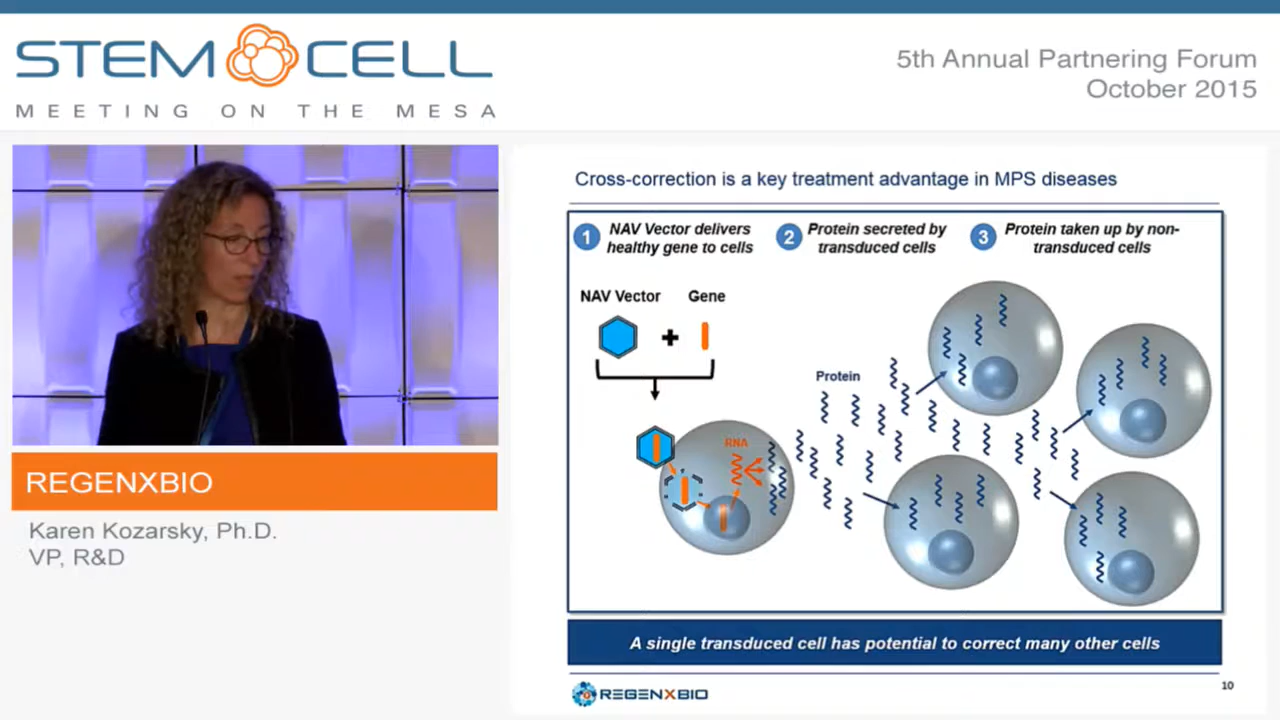 STEM CELL
MEETING ON THE MESA
5th Annual Partnering Forum
October 2015
REGENXBIO
Karen Kozarsky, Ph.D.
VP, R&D
Cross-correction is a key treatment advantage in MPS diseases
1 NAV Vector delivers
healthy gene to cells
2 Protein secreted by
transduced cells
3 Protein taken up by non-
transduced cells
NAV Vector Gene
+
Protein
RNA
A single transduced cell has potential to correct many other cells
REGENXBIO
10